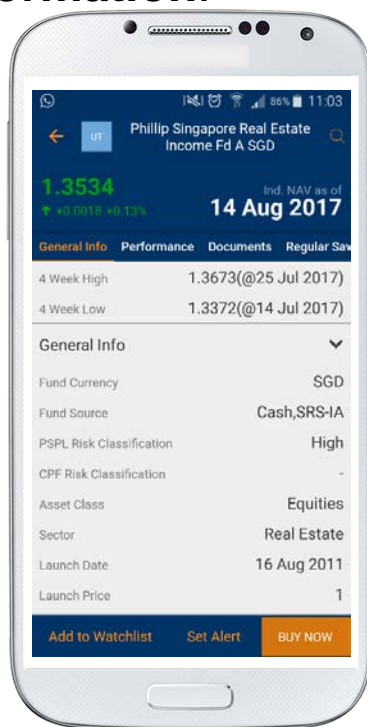 86% 11:03
UT
Phillip Singapore Real Estate
Income Fd A SGD
1.3534
Ind. NAV as of
+0.0018 +0.13%
14 Aug 2017
General Info Performance Documents Regular Sav
4 Week High 1.3673(@25 Jul 2017)
4 Week Low 1.3372(@14 Jul 2017)
General Info
Fund Currency SGD
Fund Source Cash,SRS-IA
PSPL Risk Classification High
CPF Risk Classification -
Asset Class Equities
Sector Real Estate
Launch Date 16 Aug 2011
Launch Price 1
Add to Watchlist Set Alert BUY NOW